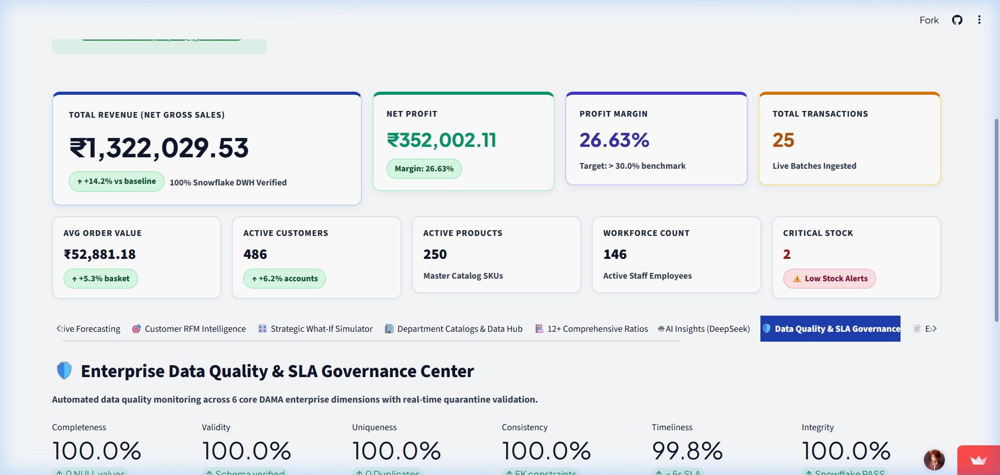 Fork
TOTAL REVENUE (NET GROSS SALES)
₹1,322,029.53
↑ +14.2% vs baseline
100% Snowflake DWH Verified
NET PROFIT
₹352,002.11
Margin: 26.63%
PROFIT MARGIN
26.63%
Target: > 30.0% benchmark
TOTAL TRANSACTIONS
25
Live Batches Ingested
AVG ORDER VALUE
₹52,881.18
↑ +5.3% basket
ACTIVE CUSTOMERS
486
↑ +6.2% accounts
ACTIVE PRODUCTS
250
Master Catalog SKUs
WORKFORCE COUNT
146
Active Staff Employees
CRITICAL STOCK
2
⚠️ Low Stock Alerts
tive Forecasting
🎯 Customer RFM Intelligence
🎛️ Strategic What-If Simulator
🏢 Department Catalogs & Data Hub
12+ Comprehensive Ratios
AI Insights (DeepSeek)
🛡️ Data Quality & SLA Governance
📄 Ex
🛡️ Enterprise Data Quality & SLA Governance Center
Automated data quality monitoring across 6 core DAMA enterprise dimensions with real-time quarantine validation.
Completeness
100.0%
↑ 0 NULL values
Validity
100.0%
↑ Schema verified
Uniqueness
100.0%
↑ 0 Duplicates
Consistency
100.0%
↑ FK constraints
Timeliness
99.8%
↑ < 5s SLA
Integrity
100.0%
↑ Snowflake PASS